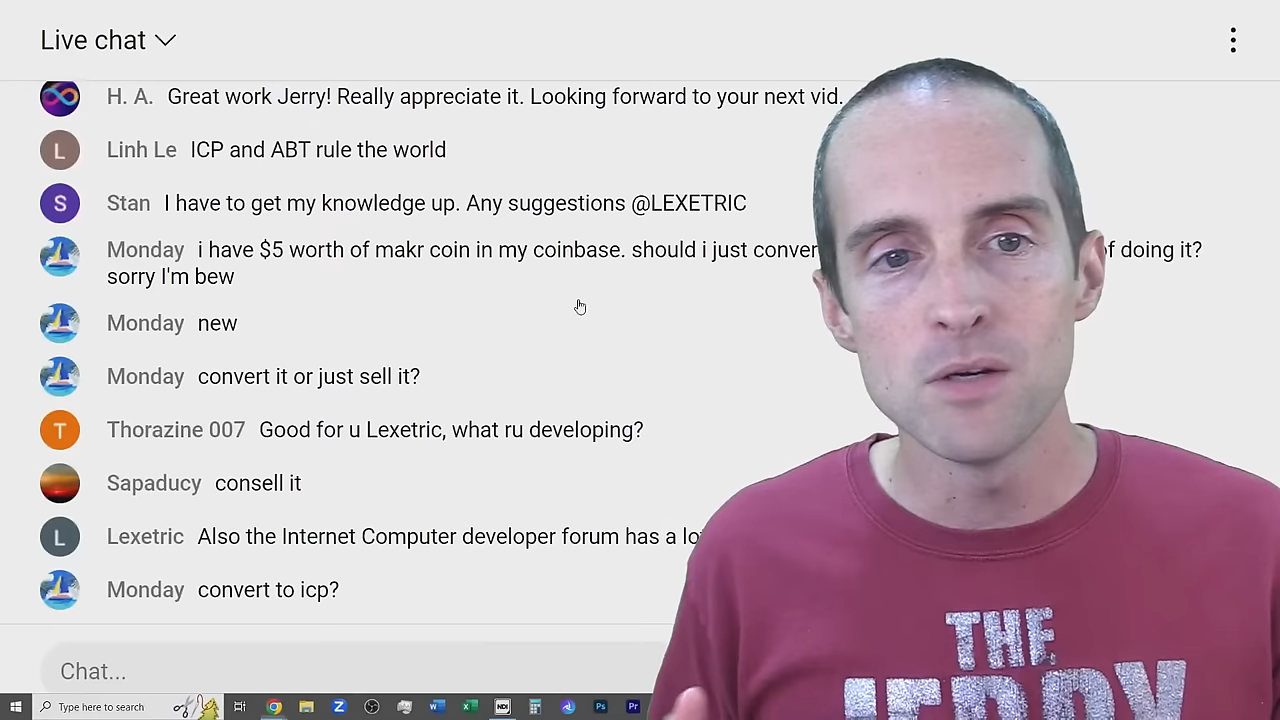 Live chat
H. A. Great work Jerry! Really appreciate it. Looking forward to your next vid.
L Linh Le ICP and ABT rule the world
S Stan I have to get my knowledge up. Any suggestions @LEXETRIC
Monday i have $5 worth of makr coin in my coinbase. should i just conver of doing it?
sorry I'm bew
Monday new
Monday convert it or just sell it?
T Thorazine 007 Good for u Lexetric, what ru developing?
Sapaducy consell it
L Lexetric Also the Internet Computer developer forum has a lo
Monday convert to icp?
Chat...
Type here to search
THE
JERRY